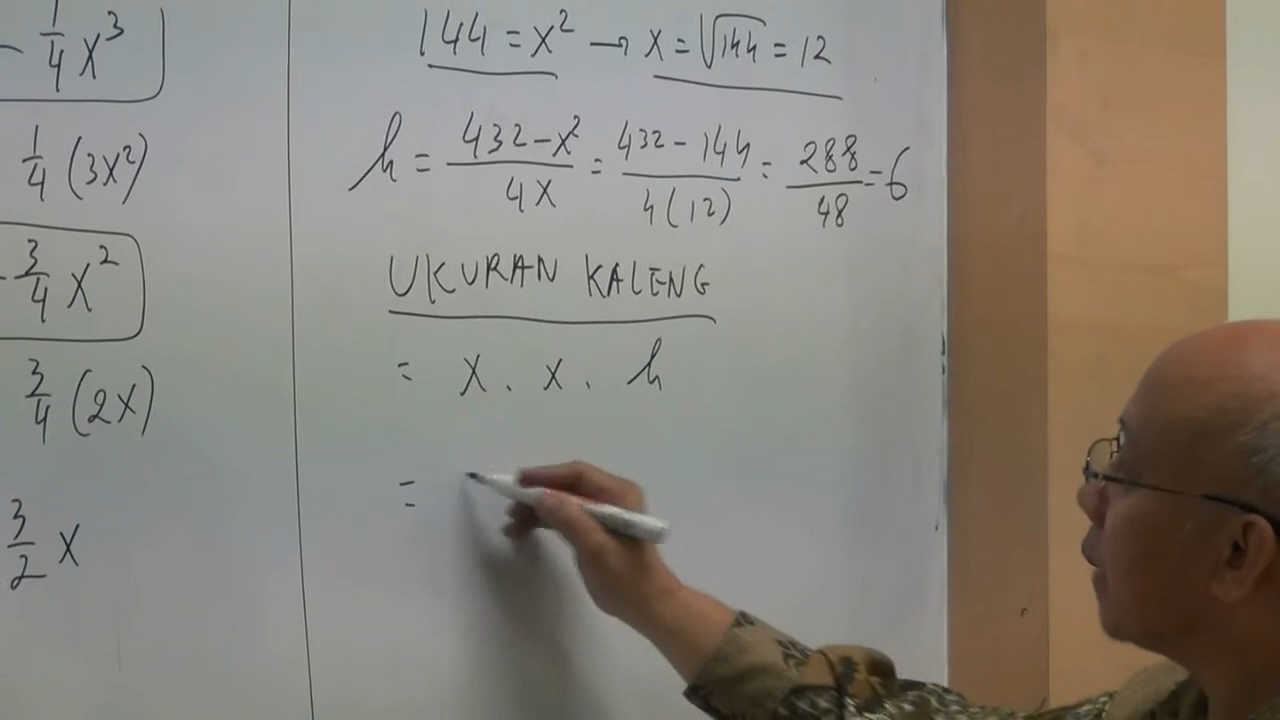 - 1/4 x³
1/4 (3x²)
- 3/4 x²
3/4 (2x)
3/2 x
144 = x² → x = √144 = 12
h = (432 - x²)/(4x) = (432 - 144)/(4(12)) = 288/48 = 6
UKURAN KALENG
= x . x . h
=